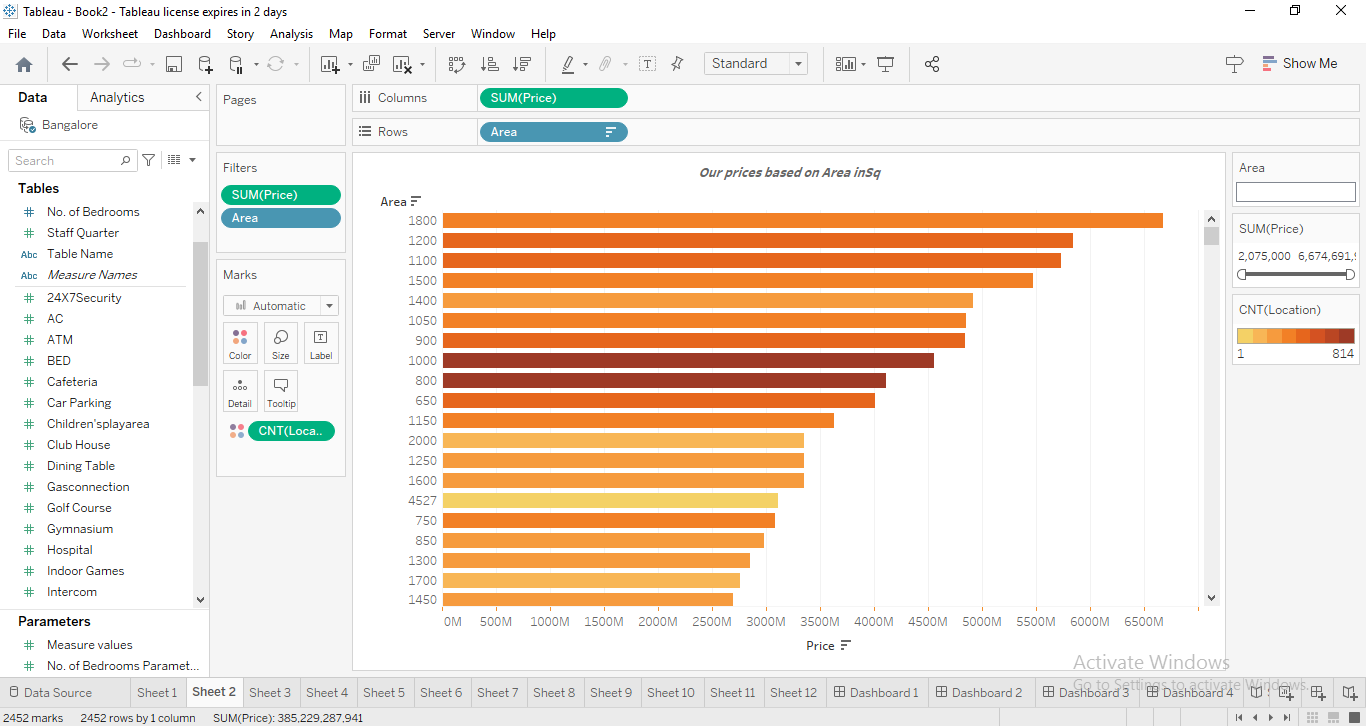 Tableau - Book2 - Tableau license expires in 2 days
File Data Worksheet Dashboard Story Analysis Map Format Server Window Help
Standard
Show Me
Data Analytics
Bangalore
Search
Tables
No. of Bedrooms
Staff Quarter
Abc Table Name
Abc Measure Names
24X7Security
AC
ATM
BED
Cafeteria
Car Parking
Children'splayarea
Club House
Dining Table
Gasconnection
Golf Course
Gymnasium
Hospital
Indoor Games
Intercom
Parameters
Measure values
No. of Bedrooms Paramet...
Pages
Filters
SUM(Price)
Area
Marks
Automatic
Color Size Label
Detail Tooltip
CNT(Loca..
Columns SUM(Price)
Rows Area
Our prices based on Area inSq
Area
1800
1200
1100
1500
1400
1050
900
1000
800
650
1150
2000
1250
1600
4527
750
850
1300
1700
1450
0M 500M 1000M 1500M 2000M 2500M 3000M 3500M 4000M 4500M 5000M 5500M 6000M 6500M
Price
Area
SUM(Price)
2,075,000 6,674,691,
CNT(Location)
1 814
Activate Windows
Go to Settings to activate Windows.
Data Source Sheet 1 Sheet 2 Sheet 3 Sheet 4 Sheet 5 Sheet 6 Sheet 7 Sheet 8 Sheet 9 Sheet 10 Sheet 11 Sheet 12 Dashboard 1 Dashboard 2 Dashboard 3 Dashboard 4
2452 marks 2452 rows by 1 column SUM(Price): 385,229,287.941